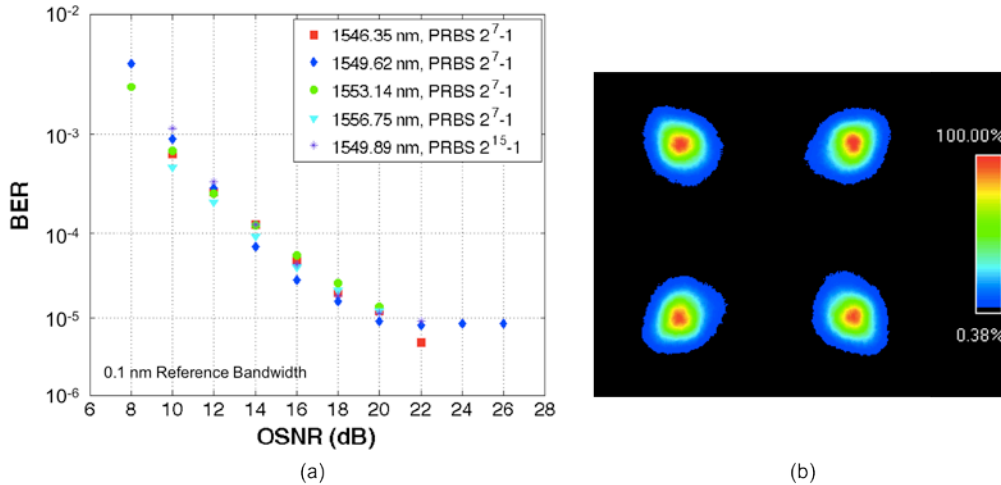 10^-2
10^-3
10^-4
10^-5
10^-6
BER
1546.35 nm, PRBS 2^7-1
1549.62 nm, PRBS 2^7-1
1553.14 nm, PRBS 2^7-1
1556.75 nm, PRBS 2^7-1
1549.89 nm, PRBS 2^15-1
0.1 nm Reference Bandwidth
6 8 10 12 14 16 18 20 22 24 26 28
OSNR (dB)
(a)
100.00%
0.38%
(b)